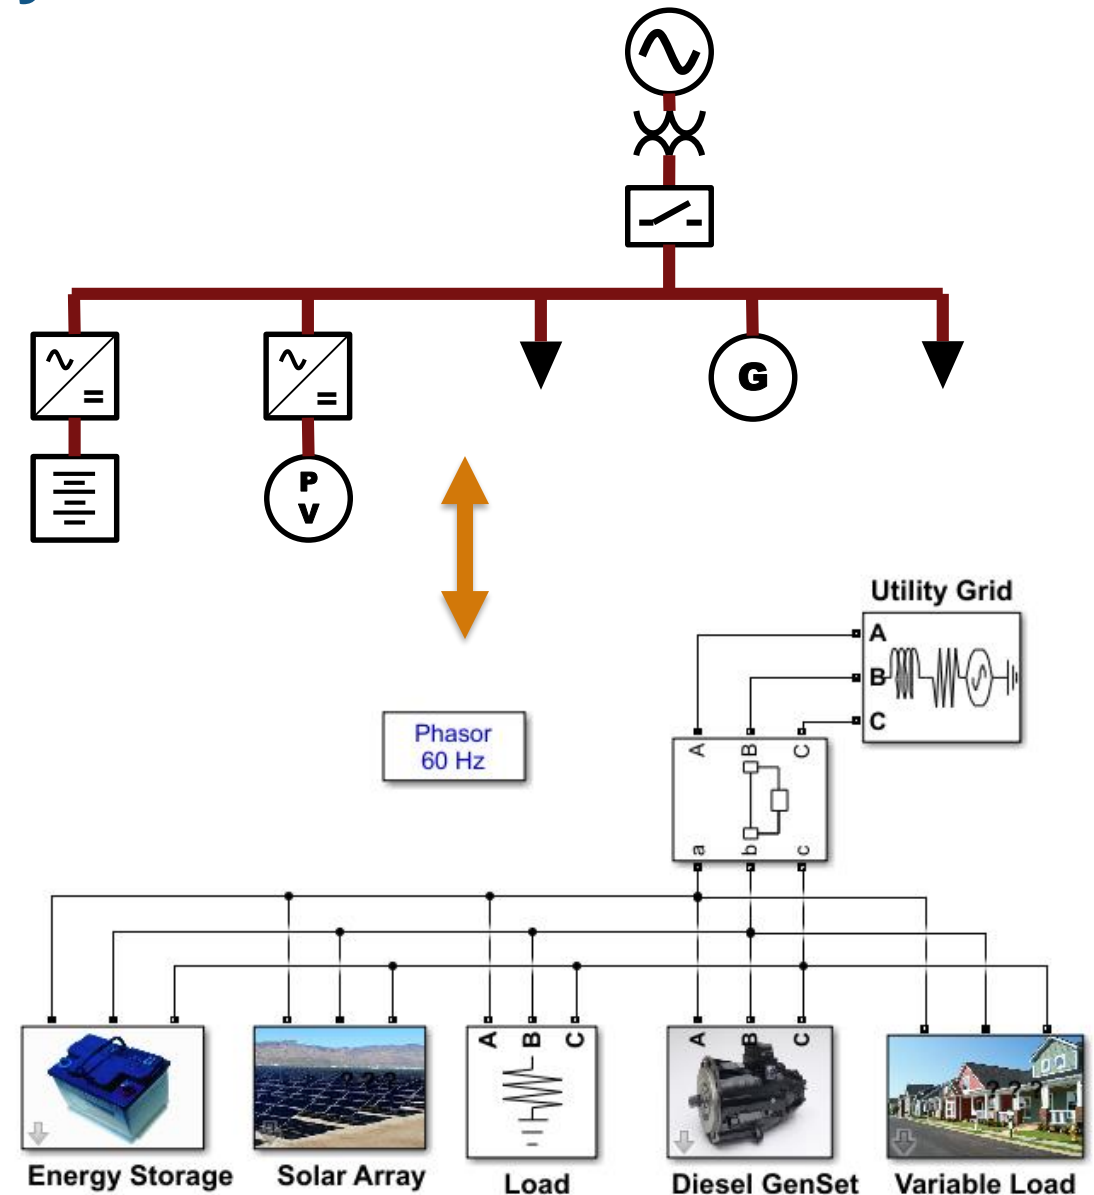 G
P
V
Utility Grid
A
B
C
Phasor
60 Hz
A B C
a b c
A B C
A B C
Energy Storage
Solar Array
Load
Diesel GenSet
Variable Load